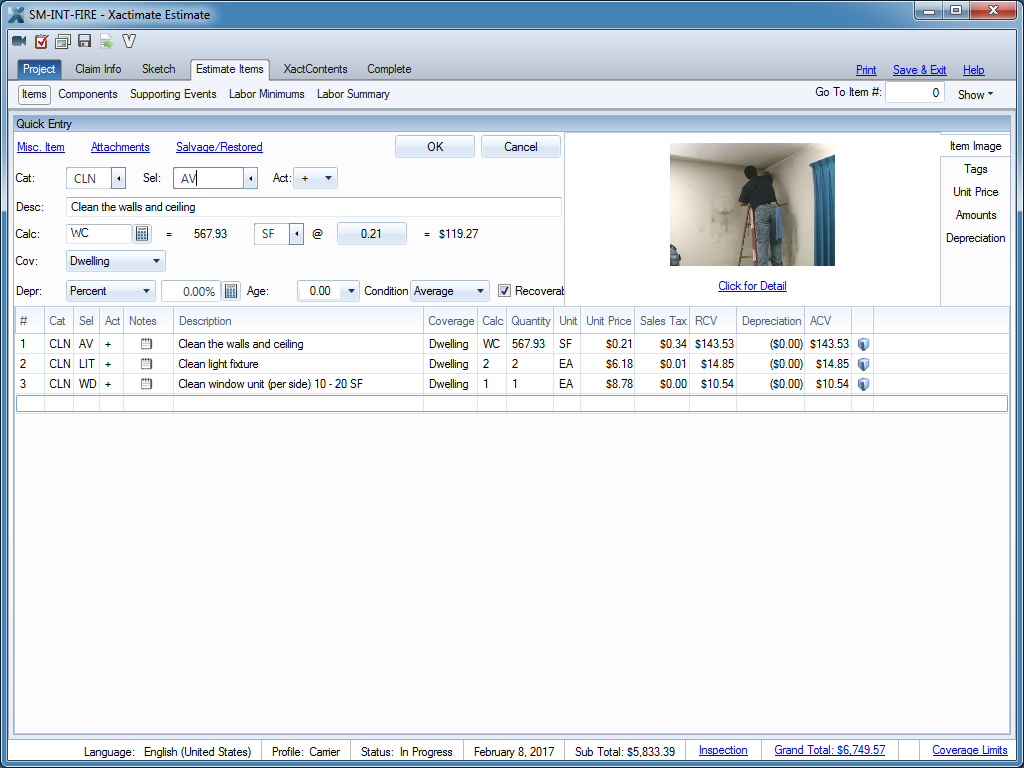 SM-INT-FIRE - Xactimate Estimate
Project Claim Info Sketch Estimate Items XactContents Complete Print Save & Exit Help
Items Components Supporting Events Labor Minimums Labor Summary Go To Item #: 0 Show
Quick Entry
Misc. Item Attachments Salvage/Restored OK Cancel Item Image
Tags
Cat: CLN Sel: AV Act: + Unit Price
Desc: Clean the walls and ceiling Amounts
Calc: WC = 567.93 SF @ 0.21 = $119.27 Depreciation
Cov: Dwelling
Click for Detail
Depr: Percent 0.00% Age: 0.00 Condition Average Recoverab
# Cat Sel Act Notes Description Coverage Calc Quantity Unit Unit Price Sales Tax RCV Depreciation ACV
1 CLN AV + Clean the walls and ceiling Dwelling WC 567.93 SF $0.21 $0.34 $143.53 ($0.00) $143.53
2 CLN LIT + Clean light fixture Dwelling 2 2 EA $6.18 $0.01 $14.85 ($0.00) $14.85
3 CLN WD + Clean window unit (per side) 10 - 20 SF Dwelling 1 1 EA $8.78 $0.00 $10.54 ($0.00) $10.54
Language: English (United States) Profile: Carrier Status: In Progress February 8, 2017 Sub Total: $5,833.39 Inspection Grand Total: $6,749.57 Coverage Limits